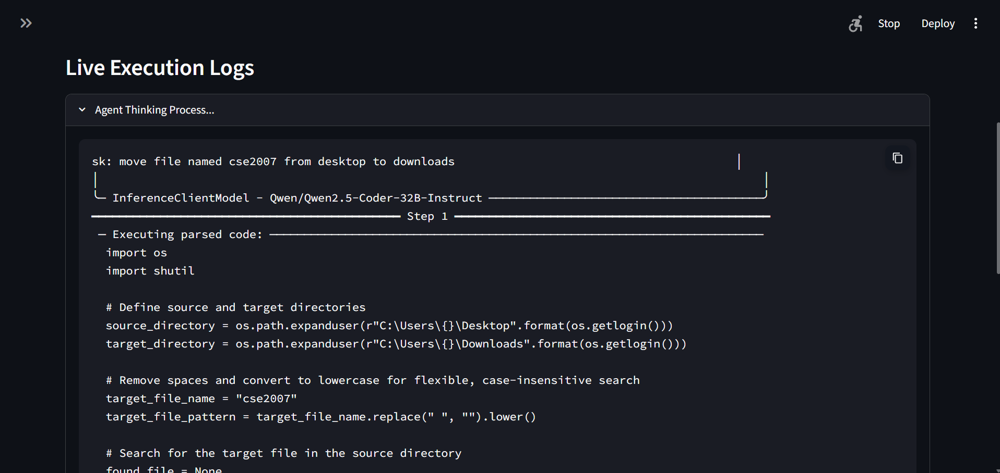 Stop Deploy
Live Execution Logs
Agent Thinking Process...
sk: move file named cse2007 from desktop to downloads
InferenceClientModel - Qwen/Qwen2.5-Coder-32B-Instruct
Step 1
Executing parsed code:
import os
import shutil
# Define source and target directories
source_directory = os.path.expanduser(r"C:\Users\{}\Desktop".format(os.getlogin()))
target_directory = os.path.expanduser(r"C:\Users\{}\Downloads".format(os.getlogin()))
# Remove spaces and convert to lowercase for flexible, case-insensitive search
target_file_name = "cse2007"
target_file_pattern = target_file_name.replace(" ", "").lower()
# Search for the target file in the source directory
found_file = None